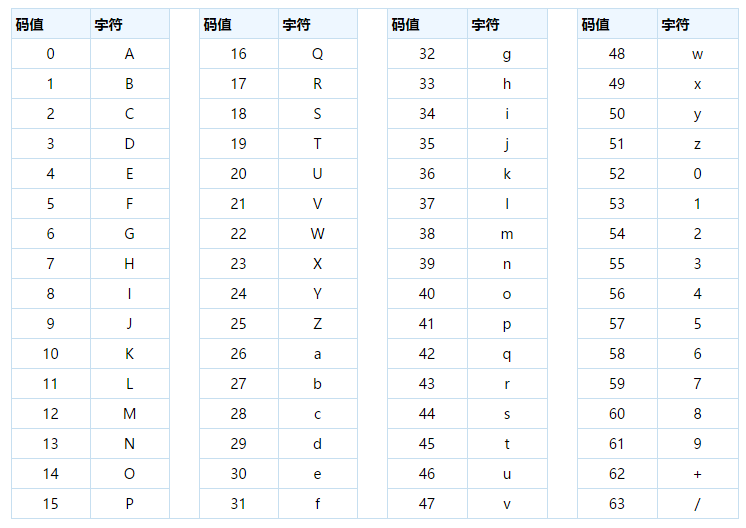 码值 字符 码值 字符 码值 字符 码值 字符
0 A 16 Q 32 g 48 w
1 B 17 R 33 h 49 x
2 C 18 S 34 i 50 y
3 D 19 T 35 j 51 z
4 E 20 U 36 k 52 0
5 F 21 V 37 l 53 1
6 G 22 W 38 m 54 2
7 H 23 X 39 n 55 3
8 I 24 Y 40 o 56 4
9 J 25 Z 41 p 57 5
10 K 26 a 42 q 58 6
11 L 27 b 43 r 59 7
12 M 28 c 44 s 60 8
13 N 29 d 45 t 61 9
14 O 30 e 46 u 62 +
15 P 31 f 47 v 63 /